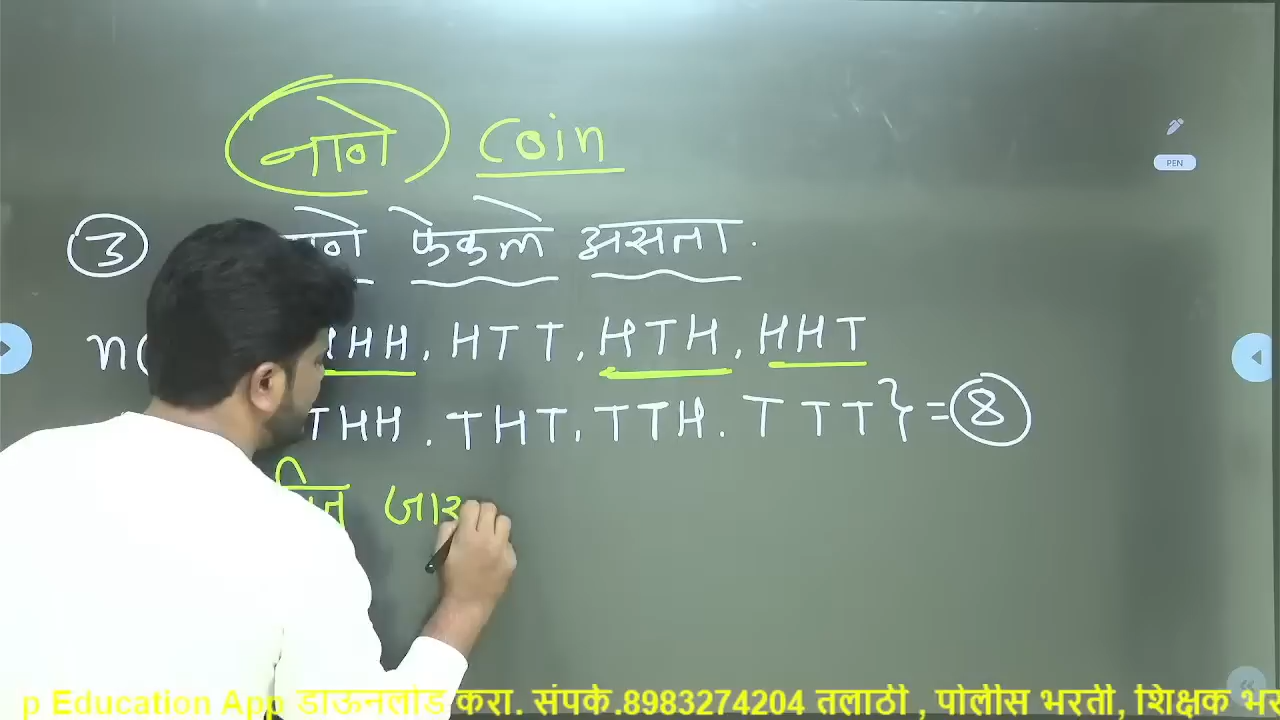 नाणे Coin
PEN
3 फेकले असता.
n( HHH, HTT, HTH, HHT
THH, THT, TTH, TTT} = 8
p Education App डाऊनलोड करा. संपर्क.8983274204 तलाठी , पोलीस भरती, शिक्षक भर